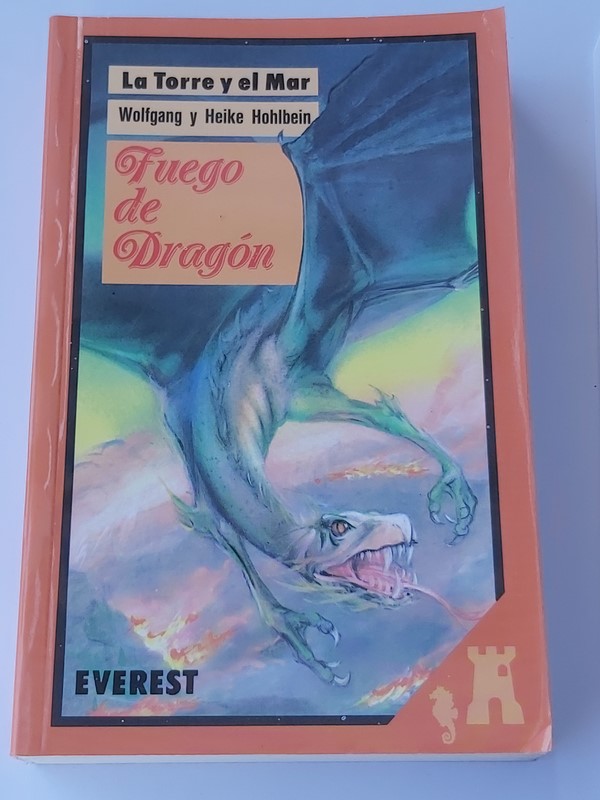 La Torre y el Mar
Wolfgang y Heike Hohlbein
Fuego
de
Dragón
EVEREST